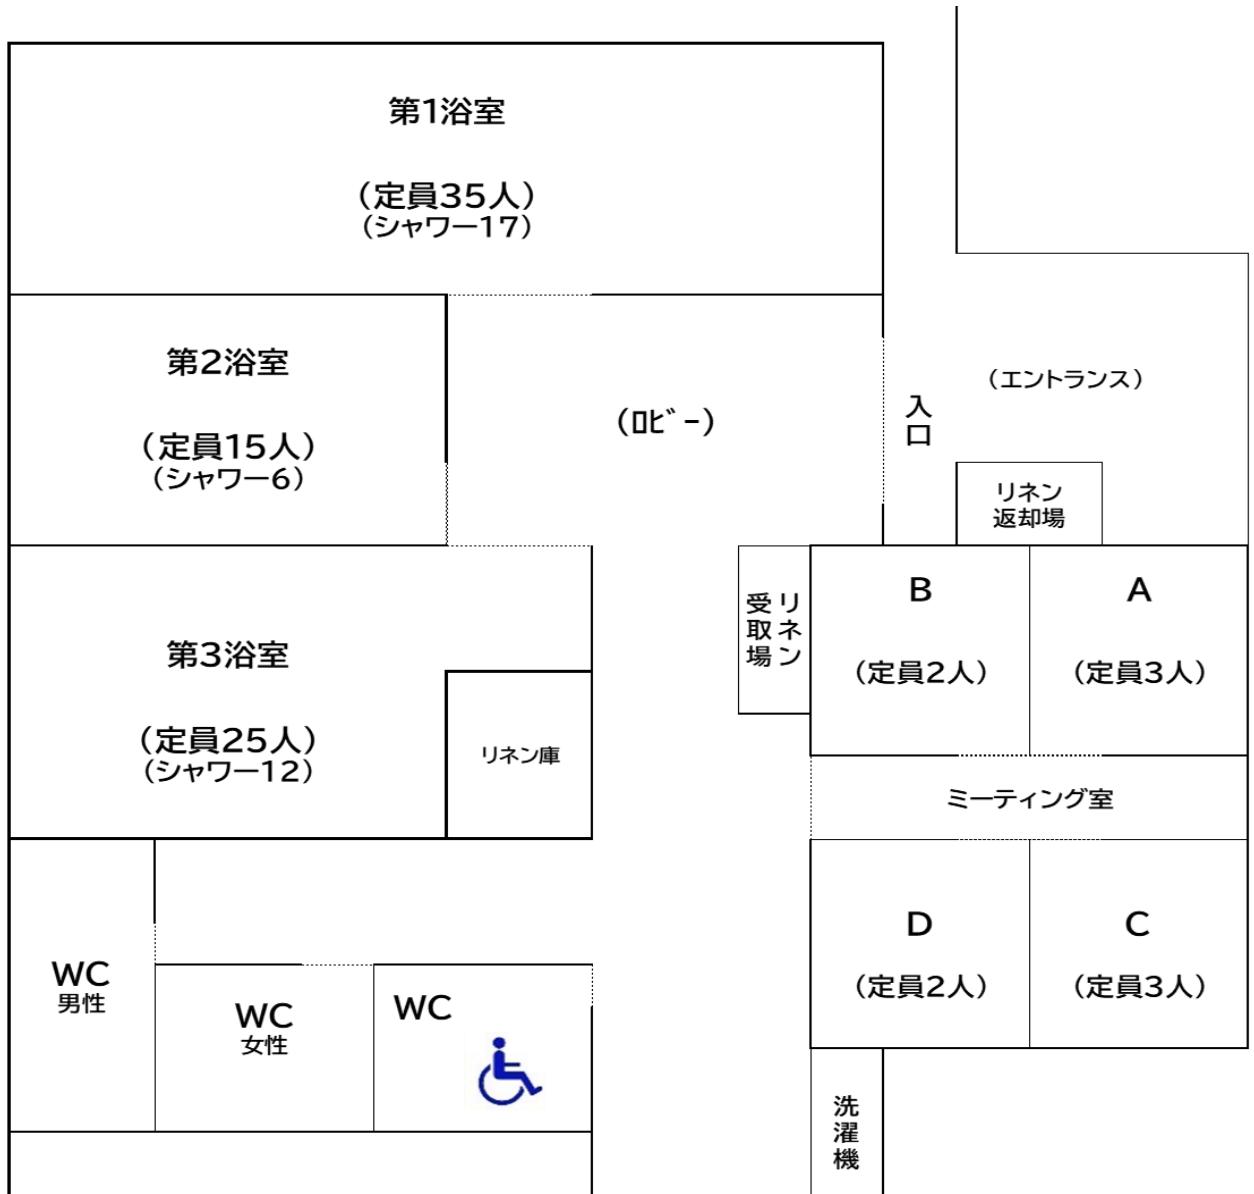 第1浴室
（定員35人）
（シャワー17）
第2浴室
（定員15人）
（シャワー6）
（ﾛﾋﾞｰ）
入口
（エントランス）
リネン
返却場
第3浴室
（定員25人）
（シャワー12）
リネン庫
リネン
受取場
B
（定員2人）
A
（定員3人）
ミーティング室
D
（定員2人）
C
（定員3人）
WC
男性
WC
女性
WC
洗濯機